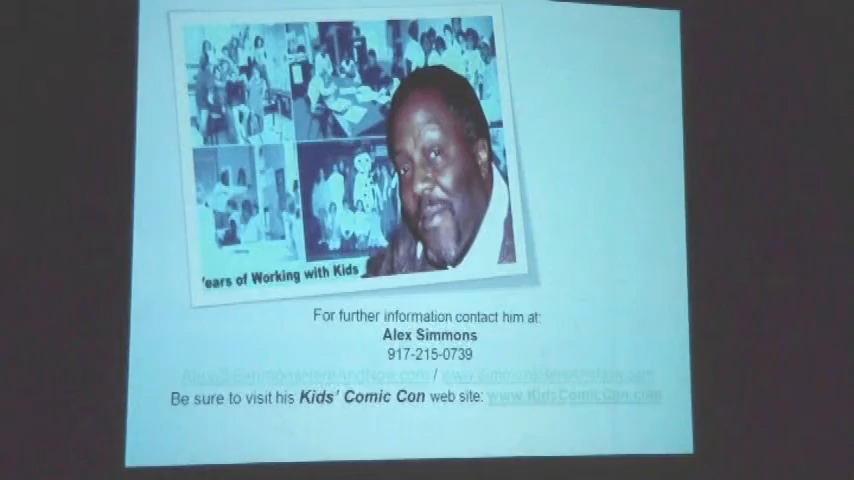 'ears of Working with Kids
For further information contact him at:
Alex Simmons
917-215-0739
/
Be sure to visit his Kids' Comic Con web site: www.KidsComicCon.com